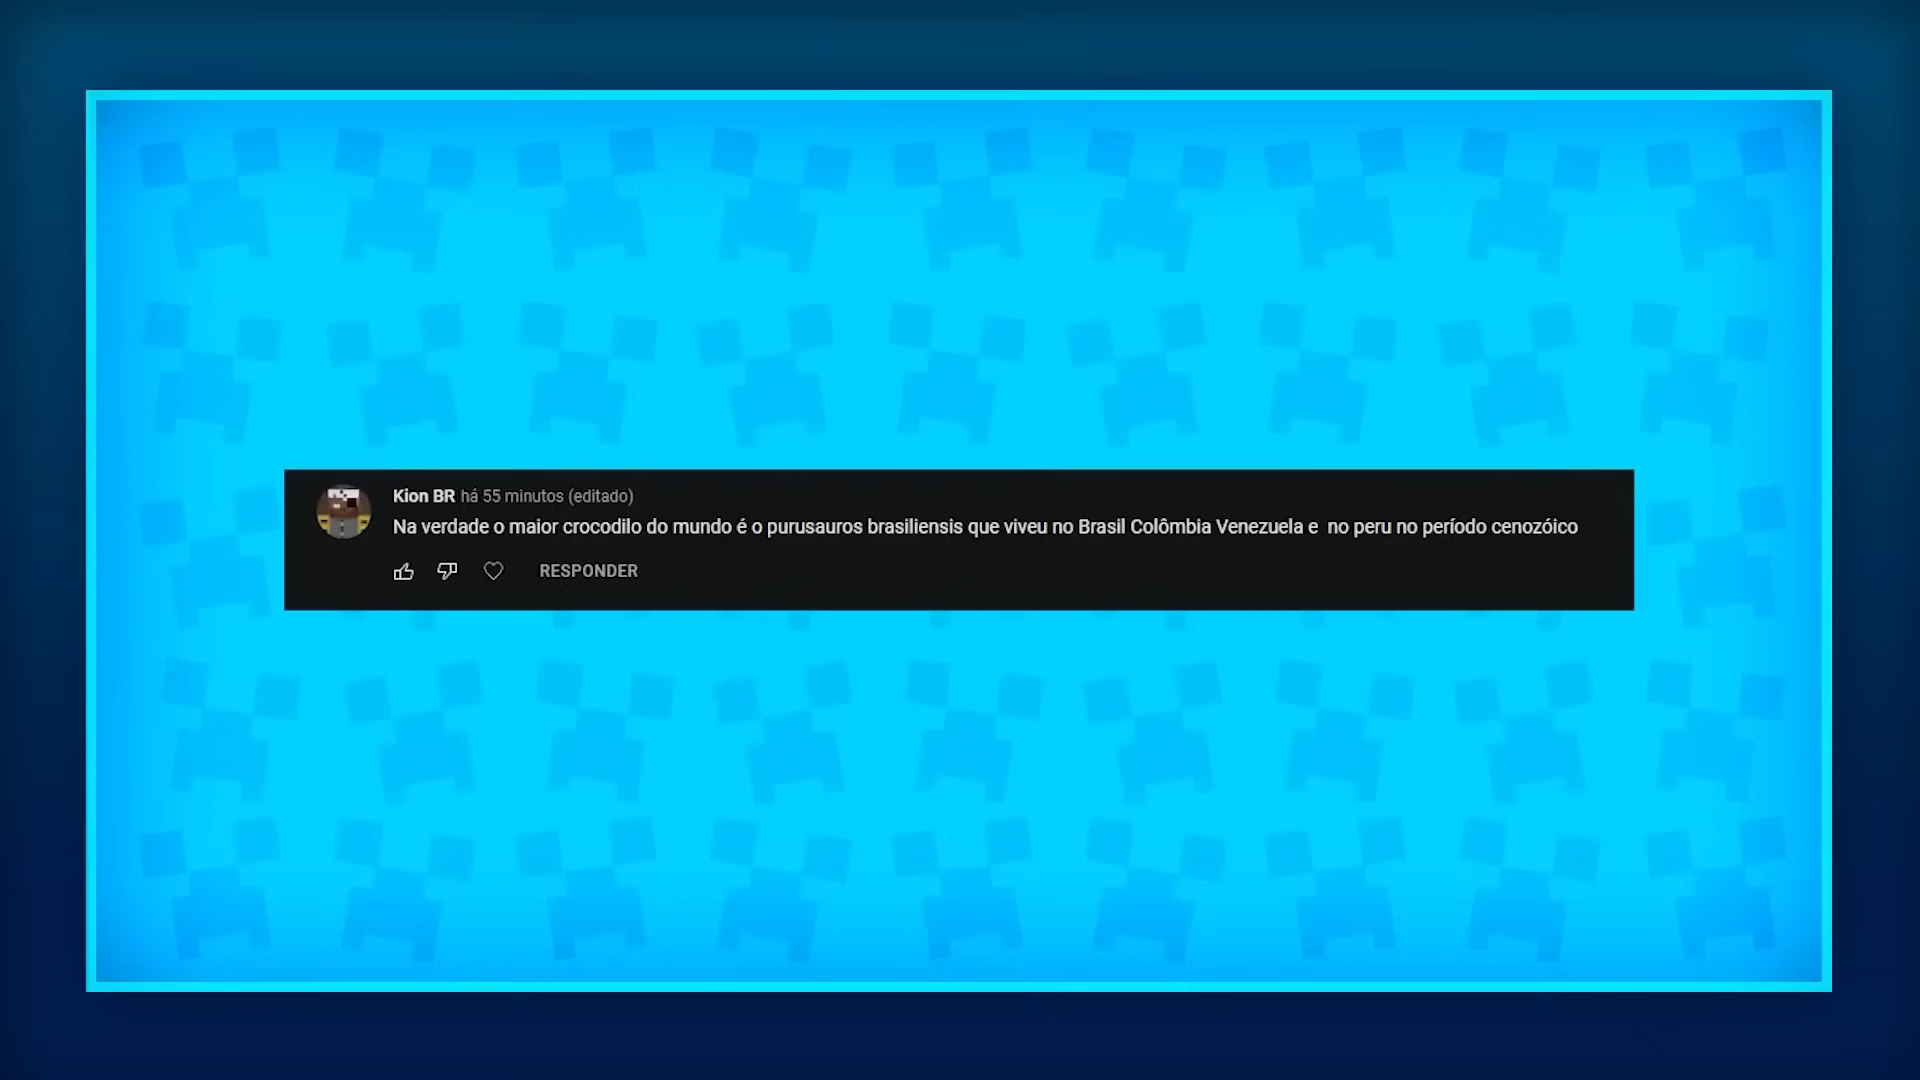 Kion BR há 55 minutos (editado)
Na verdade o maior crocodilo do mundo é o purusauros brasiliensis que viveu no Brasil Colômbia Venezuela e  no peru no período cenozóico
RESPONDER